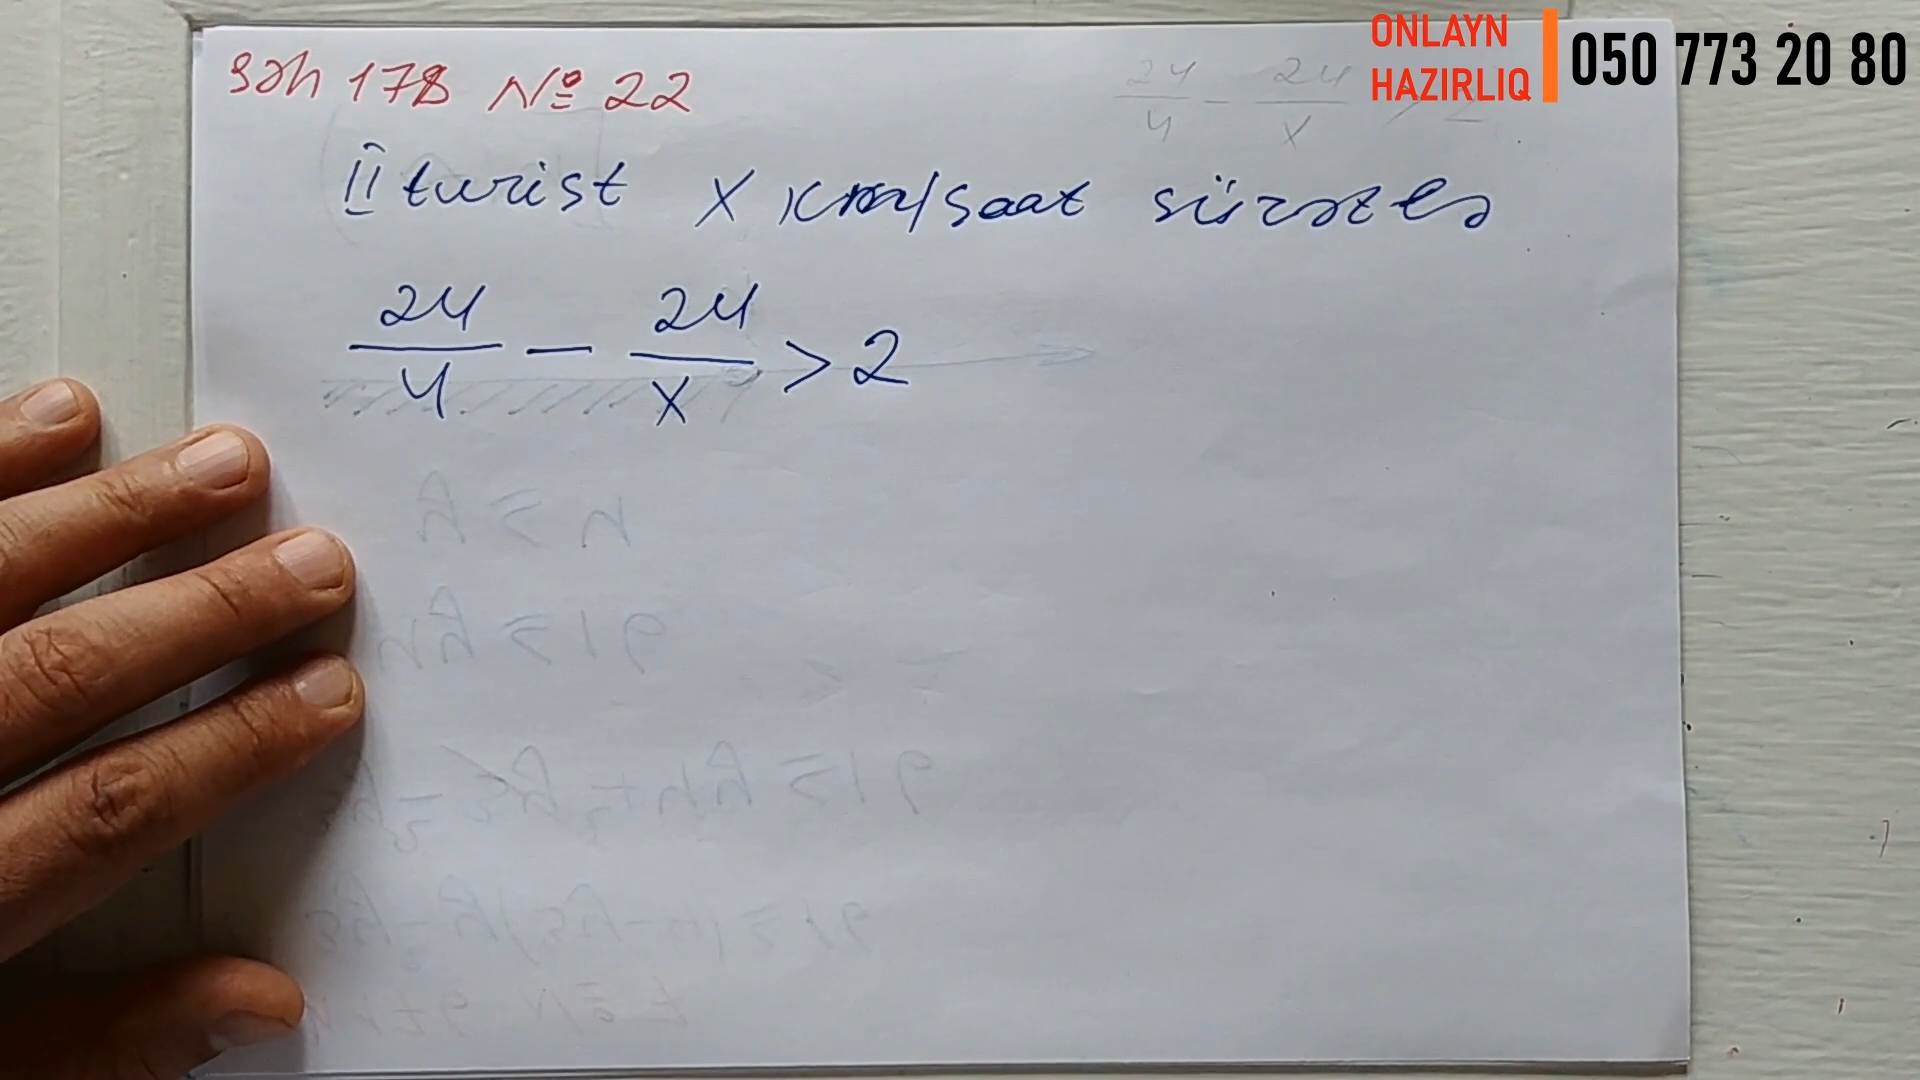 ONLAYN
HAZIRLIQ
050 773 20 80
səh 178 № 22
II turist x km/saat sürətlə
24/4 - 24/x > 2